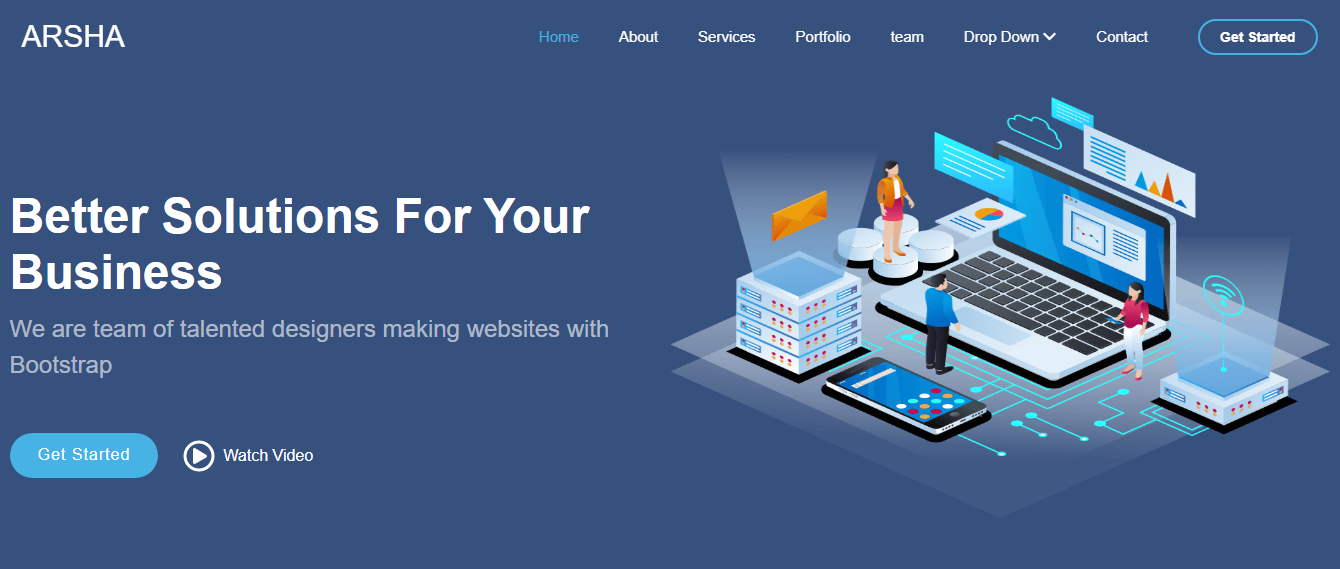 ARSHA
Home About Services Portfolio team Drop Down Contact Get Started
Better Solutions For Your
Business
We are team of talented designers making websites with
Bootstrap
Get Started Watch Video